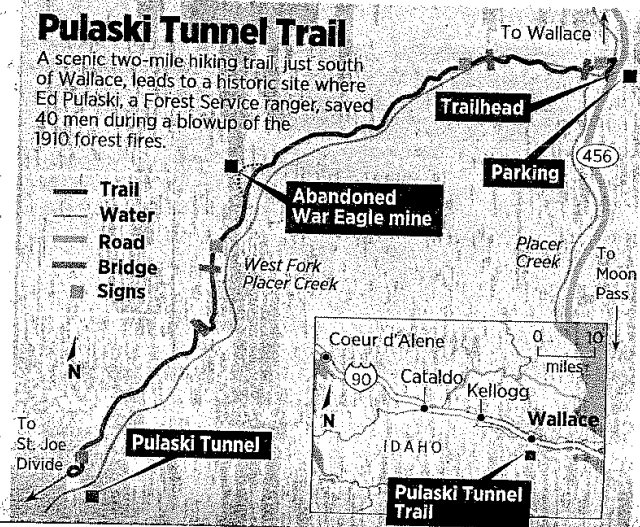 Pulaski Tunnel Trail
A scenic two-mile hiking trail, just south
of Wallace, leads to a historic site where
Ed Pulaski, a Forest Service ranger, saved
40 men during a blowup of the
1910 forest fires.
To Wallace
Trailhead
Parking
456
Abandoned
War Eagle mine
Trail
Water
Road
Bridge
Signs
West Fork
Placer Creek
Placer
Creek
To
Moon
Pass
N
To
St. Joe
Divide
Pulaski Tunnel
Coeur d'Alene
0 10
miles
90
Cataldo
Kellogg
Wallace
N
IDAHO
Pulaski Tunnel
Trail